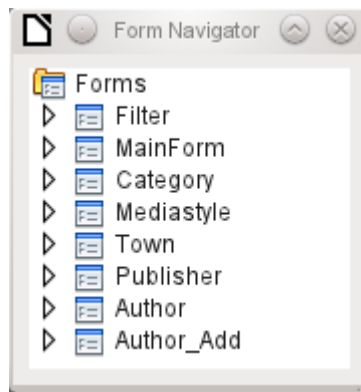 Form Navigator
Forms
Filter
MainForm
Category
Mediastyle
Town
Publisher
Author
Author_Add